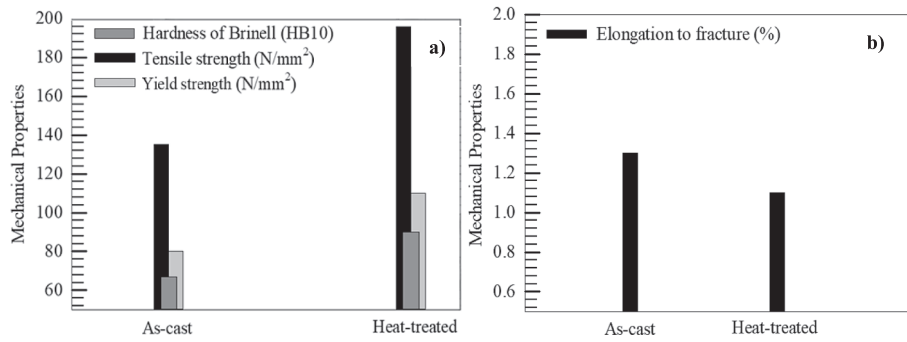 200
180
160
140
120
100
80
60
Mechanical Properties
Hardness of Brinell (HB10)
Tensile strength (N/mm²)
Yield strength (N/mm²)
a)
As-cast
Heat-treated
2.0
1.8
1.6
1.4
1.2
1.0
0.8
0.6
Mechanical Properties
Elongation to fracture (%)
b)
As-cast
Heat-treated